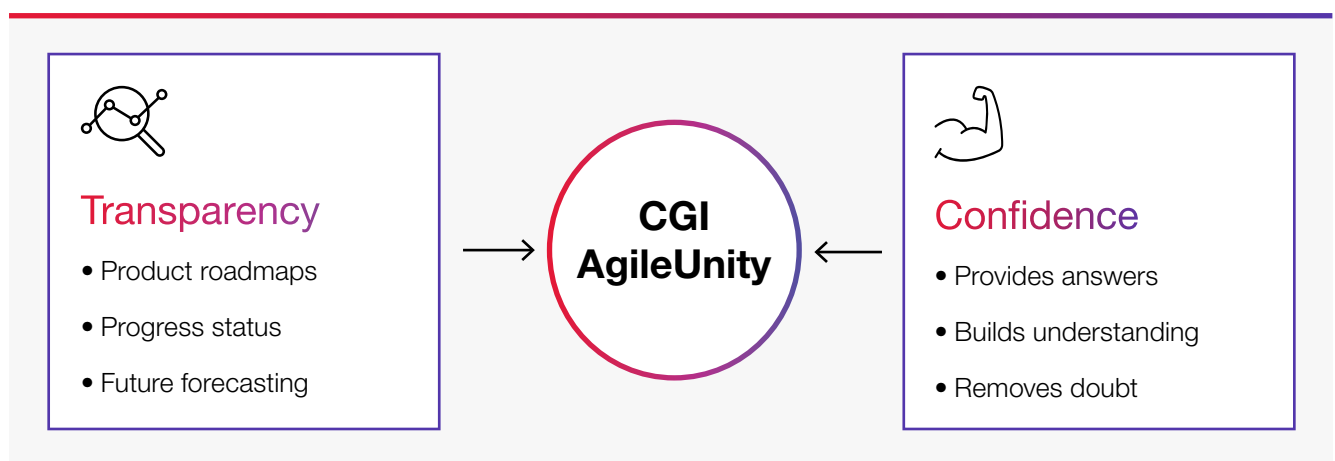 Transparency
• Product roadmaps
• Progress status
• Future forecasting
CGI
AgileUnity
Confidence
• Provides answers
• Builds understanding
• Removes doubt